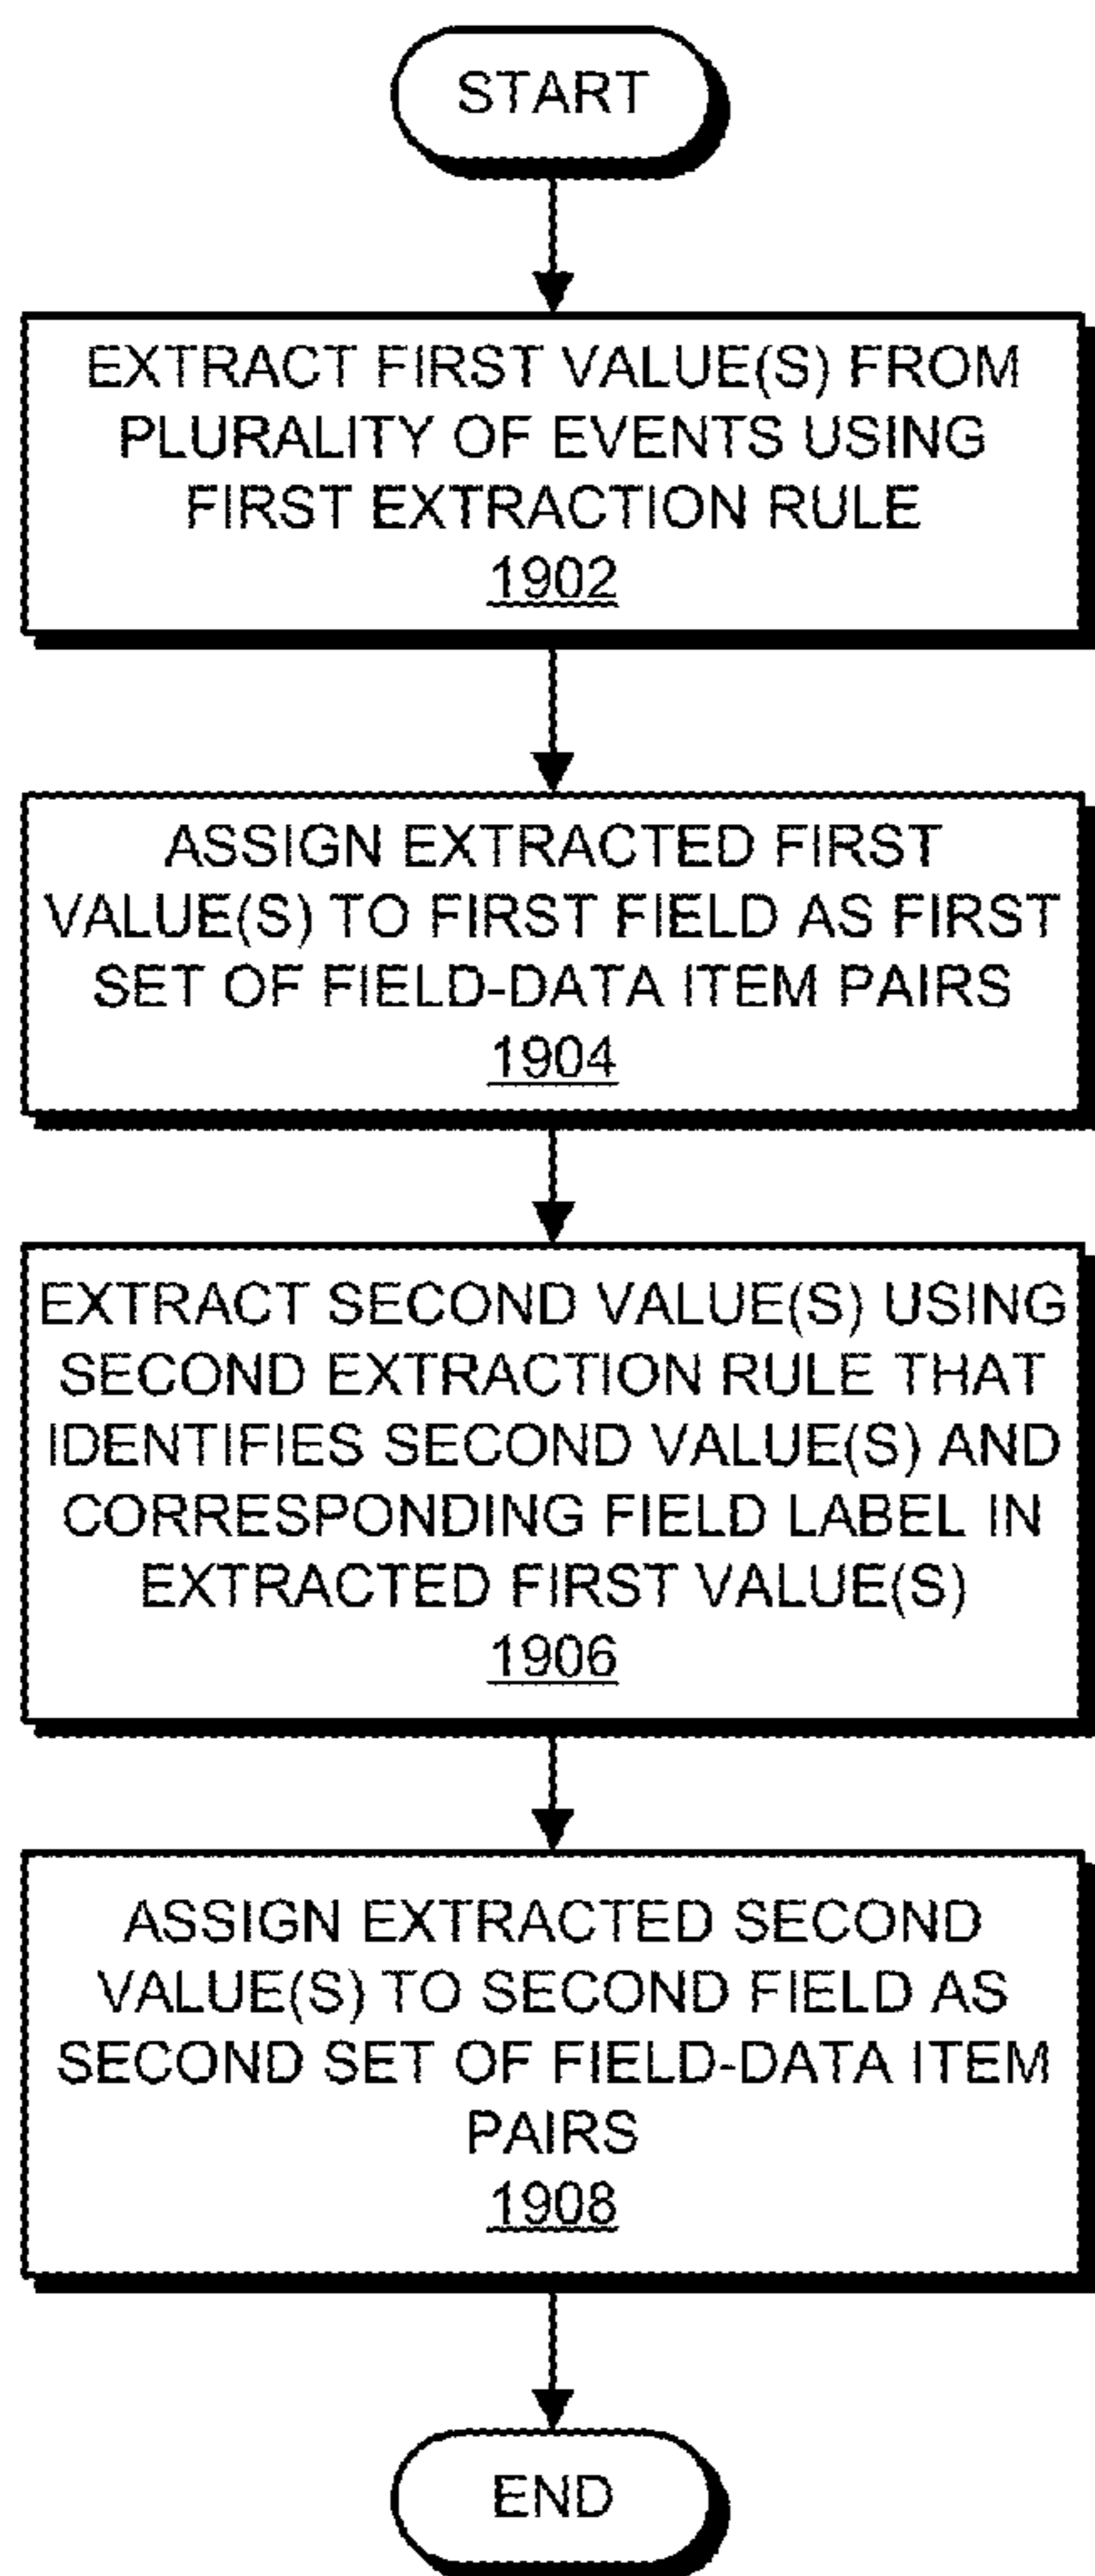 START
EXTRACT FIRST VALUE(S) FROM
PLURALITY OF EVENTS USING
FIRST EXTRACTION RULE
1902
ASSIGN EXTRACTED FIRST
VALUE(S) TO FIRST FIELD AS FIRST
SET OF FIELD-DATA ITEM PAIRS
1904
EXTRACT SECOND VALUE(S) USING
SECOND EXTRACTION RULE THAT
IDENTIFIES SECOND VALUE(S) AND
CORRESPONDING FIELD LABEL IN
EXTRACTED FIRST VALUE(S)
1906
ASSIGN EXTRACTED SECOND
VALUE(S) TO SECOND FIELD AS
SECOND SET OF FIELD-DATA ITEM
PAIRS
1908
END